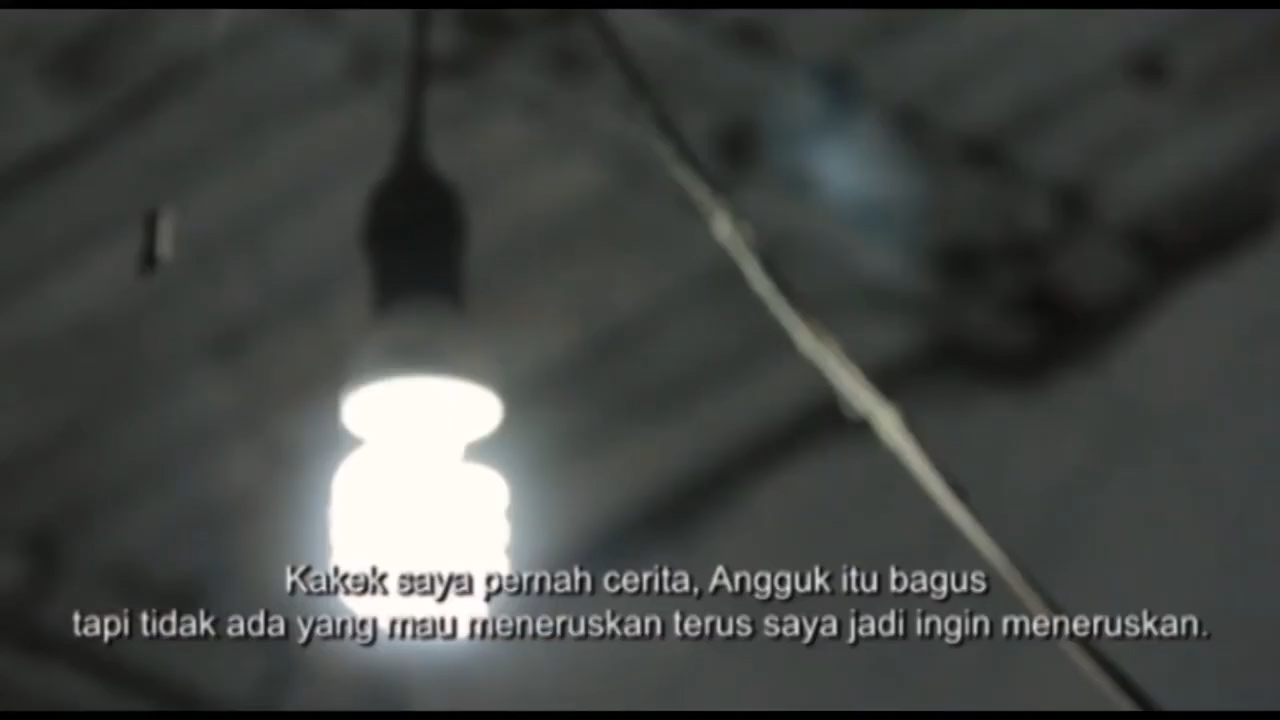 Kakek saya pernah cerita, Angguk itu bagus
tapi tidak ada yang mau meneruskan terus saya jadi ingin meneruskan.